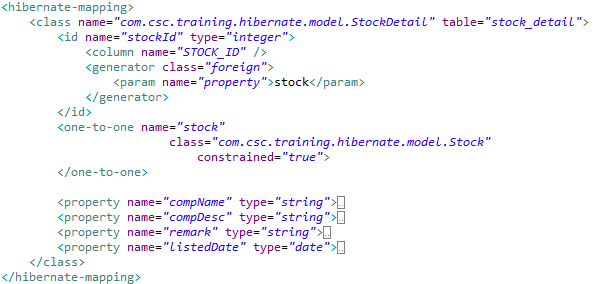 <hibernate-mapping>
    <class name="com.csc.training.hibernate.model.StockDetail" table="stock_detail">
        <id name="stockId" type="integer">
            <column name="STOCK_ID" />
            <generator class="foreign">
                <param name="property">stock</param>
            </generator>
        </id>
        <one-to-one name="stock"
                        class="com.csc.training.hibernate.model.Stock"
                            constrained="true">
        </one-to-one>

        <property name="compName" type="string">..
        <property name="compDesc" type="string">..
        <property name="remark" type="string">..
        <property name="listedDate" type="date">..
    </class>
</hibernate-mapping>